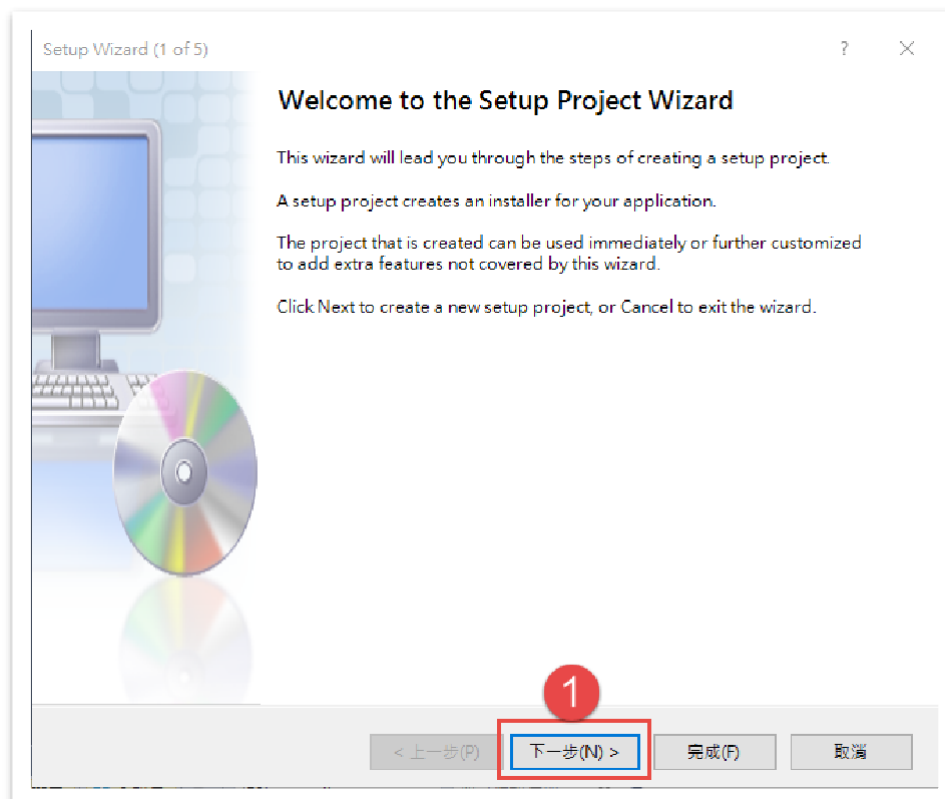 Setup Wizard (1 of 5)
?
Welcome to the Setup Project Wizard
This wizard will lead you through the steps of creating a setup project.
A setup project creates an installer for your application.
The project that is created can be used immediately or further customized
to add extra features not covered by this wizard.
Click Next to create a new setup project, or Cancel to exit the wizard.
1
< 上一步(P) 下一步(N) > 完成(F) 取消